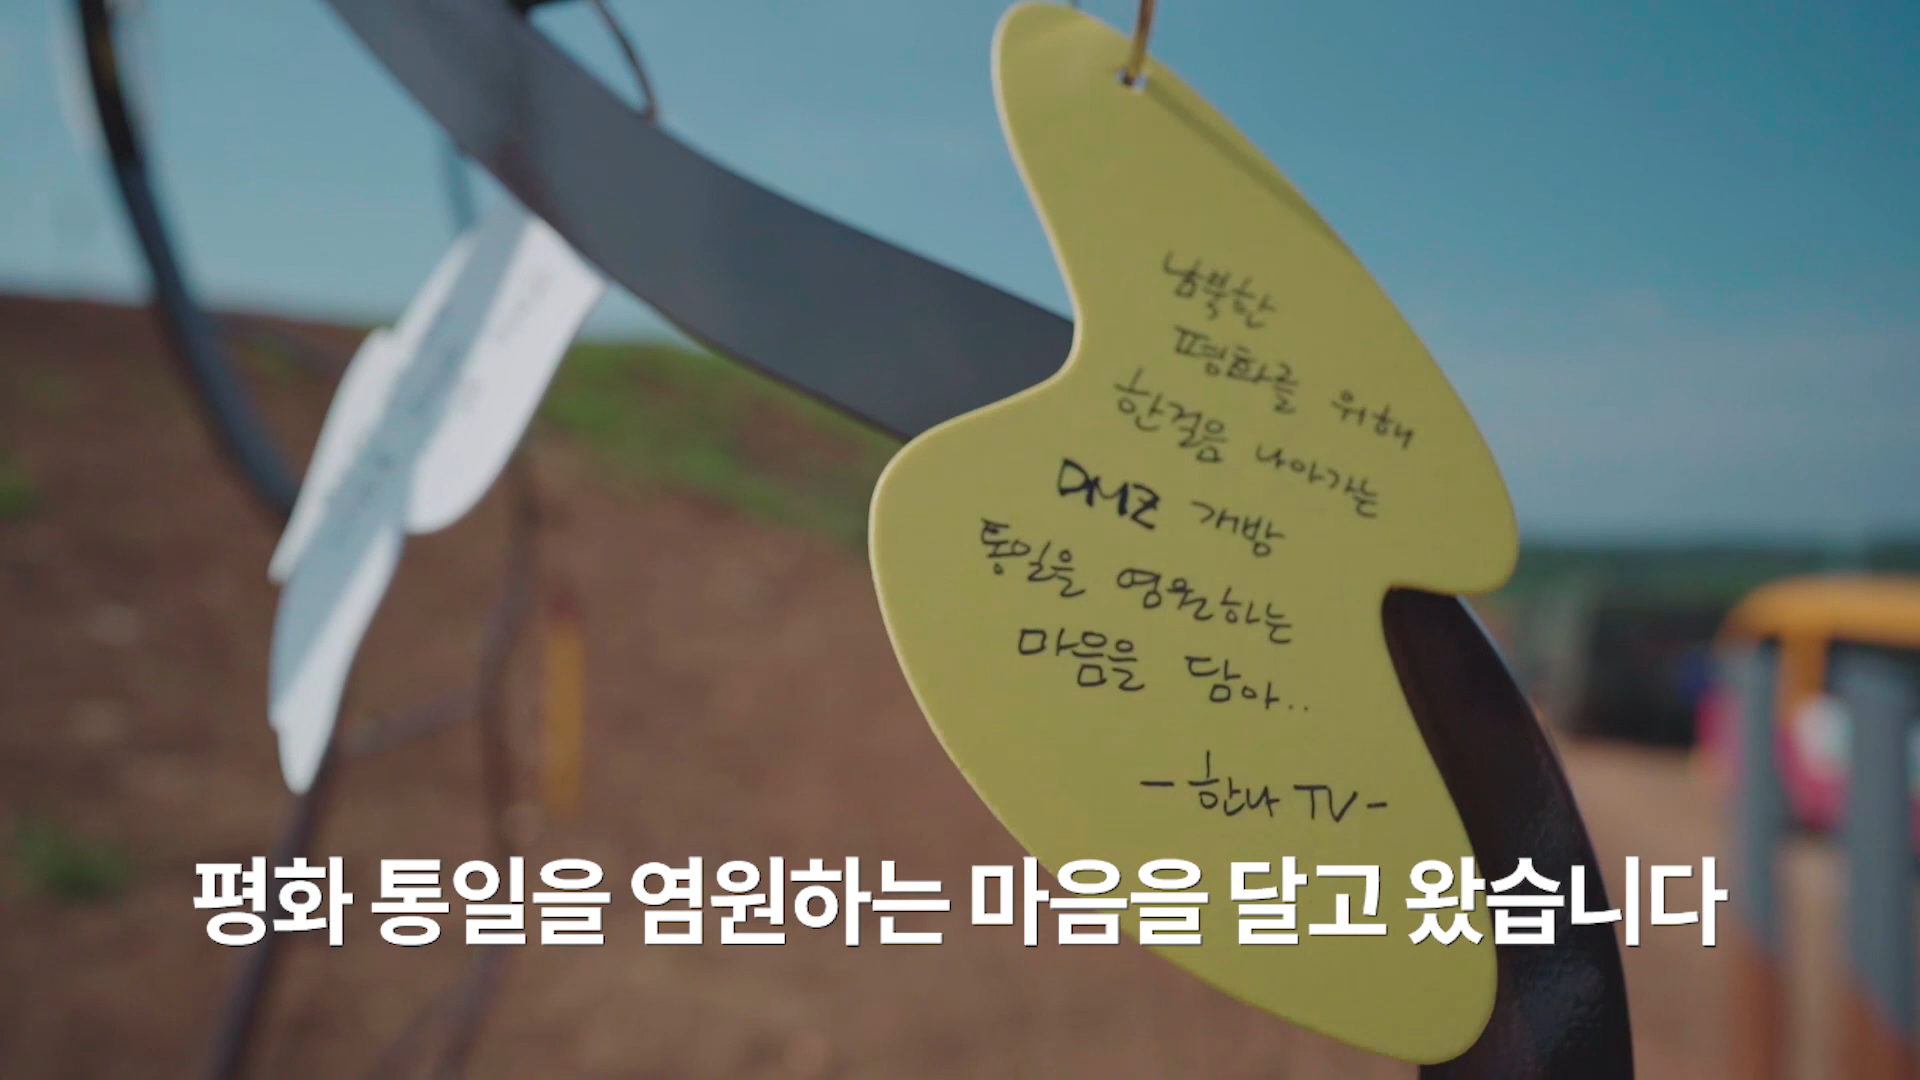 남북한
평화를 위해
한걸음 나아가는
DMZ 개방
통일을 영원하는
마음을 담아..
- 한나 TV -
평화 통일을 염원하는 마음을 달고 왔습니다